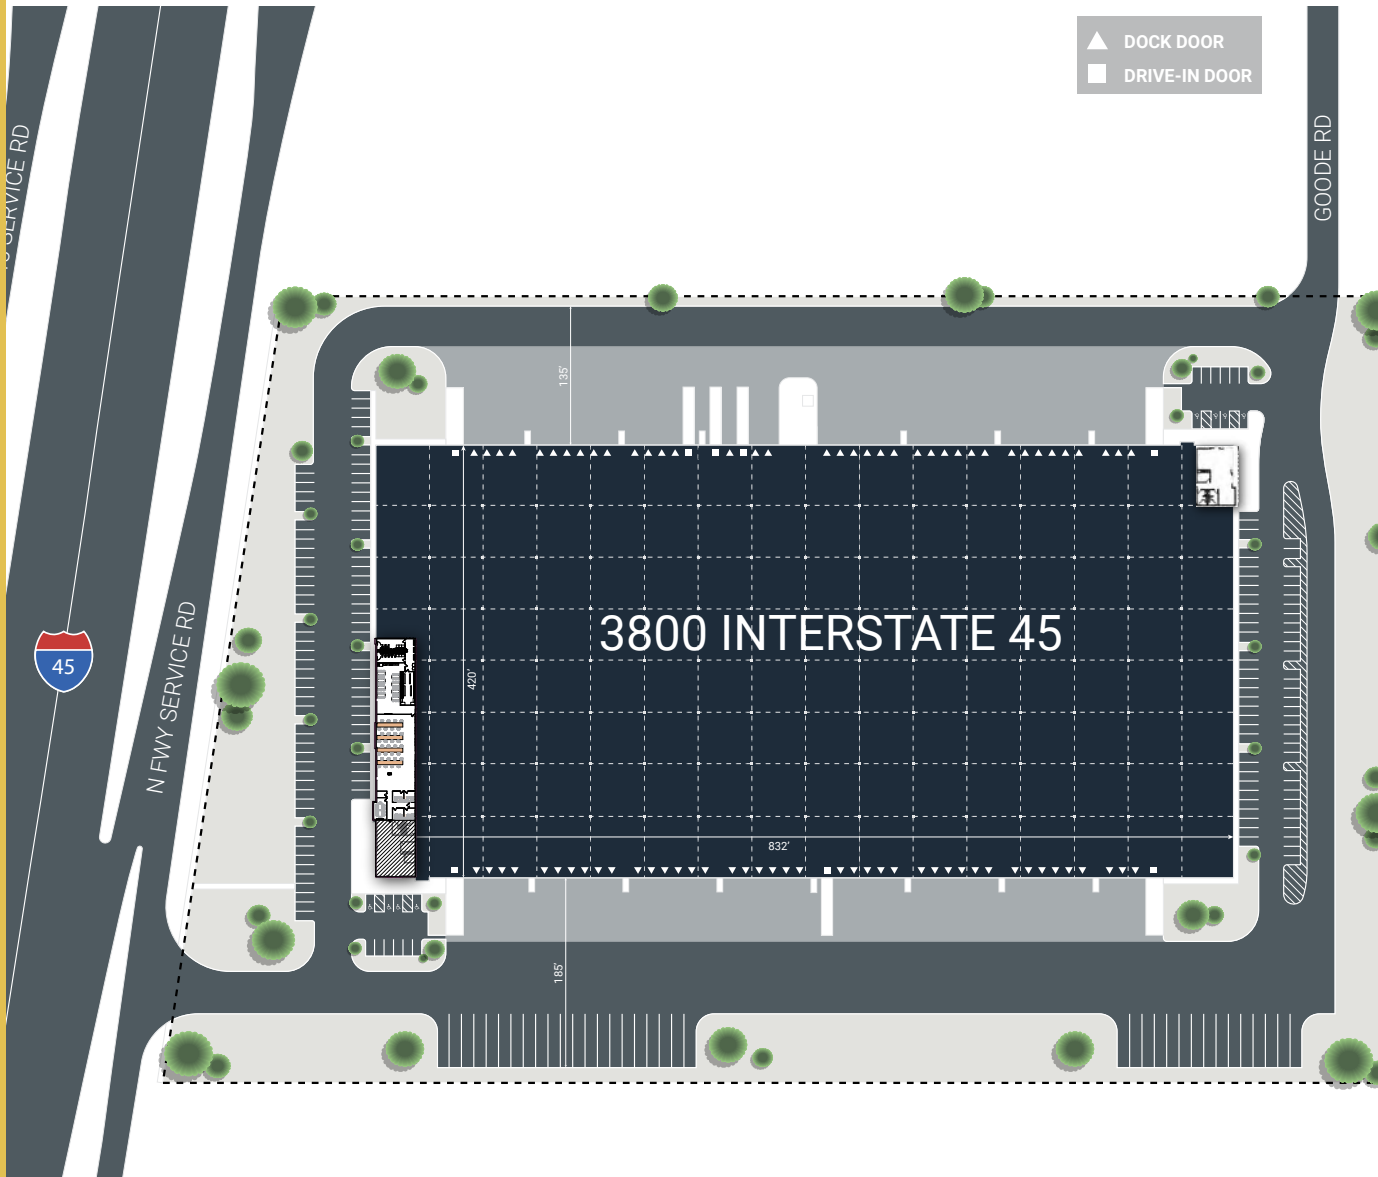 DOCK DOOR
DRIVE-IN DOOR
GOODE RD
SERVICE RD
135'
3800 INTERSTATE 45
45
420'
N FWY SERVICE RD
832'
185'